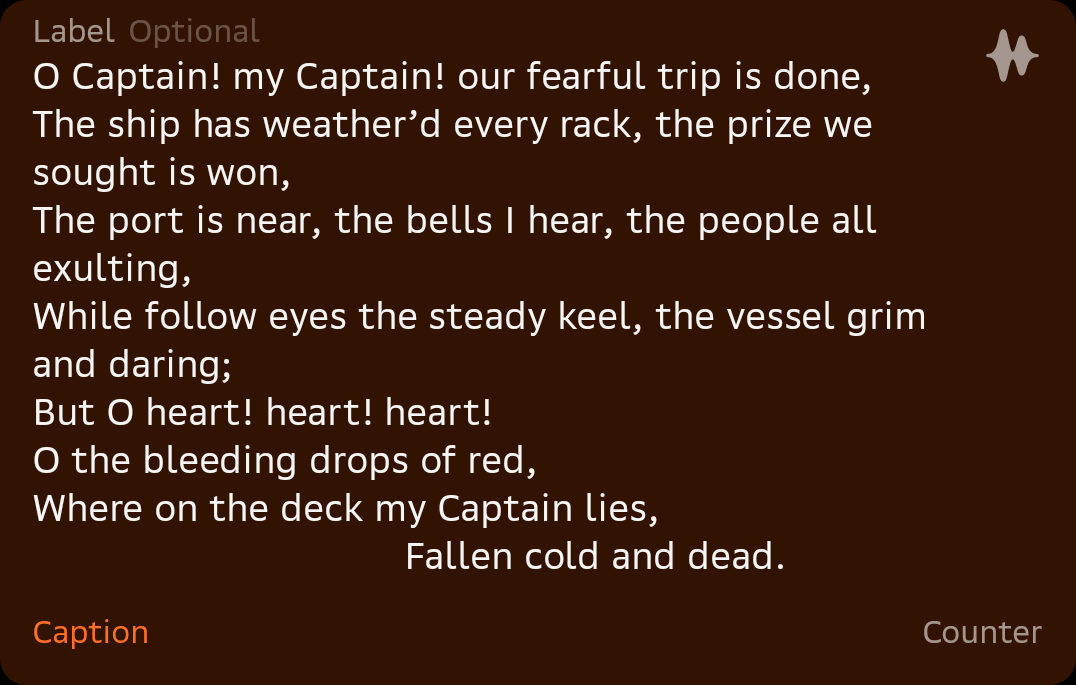 Label Optional
O Captain! my Captain! our fearful trip is done,
The ship has weather’d every rack, the prize we
sought is won,
The port is near, the bells I hear, the people all
exulting,
While follow eyes the steady keel, the vessel grim
and daring;
But O heart! heart! heart!
O the bleeding drops of red,
Where on the deck my Captain lies,
Fallen cold and dead.
Caption Counter